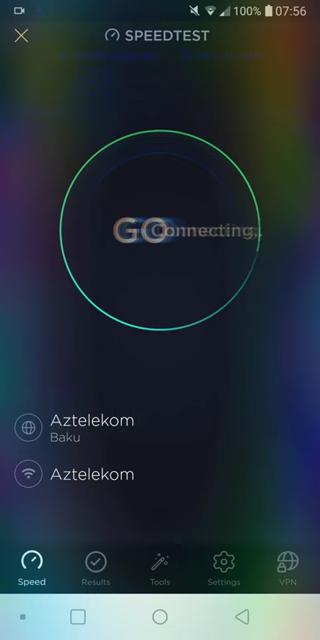 100% 07:56
SPEEDTEST
GO Connecting..
Aztelekom
Baku
Aztelekom
Speed Results Tools Settings VPN